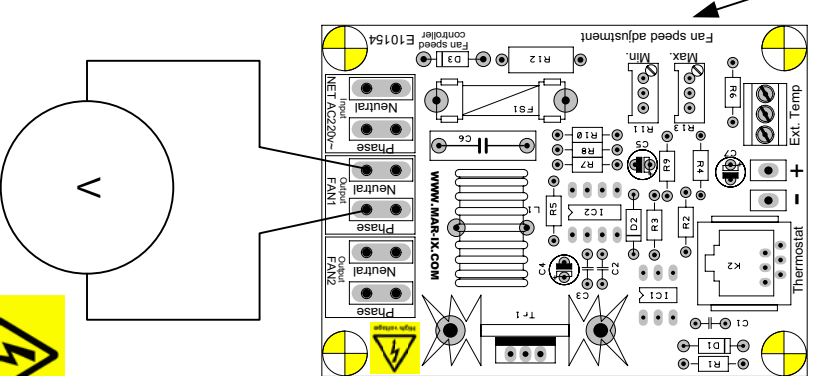 V
E10154
Fan speed
controller
Fan speed adjustment
Min.
Max.
D3
R12
FS1
R11
R13
R6
Ext. Temp
NET AC220/~
Input
Neutral
Phase
FAN1
Output
Neutral
Phase
FAN2
Output
Neutral
Phase
C6
WWW.MAR-IX.COM
L1
R10
R8
R7
C5
R9
R4
C7
+
-
R5
IC2
D2
R3
R2
K2
Thermostat
C4
C3
C2
IC1
C1
D1
R1
Tr1
High voltage